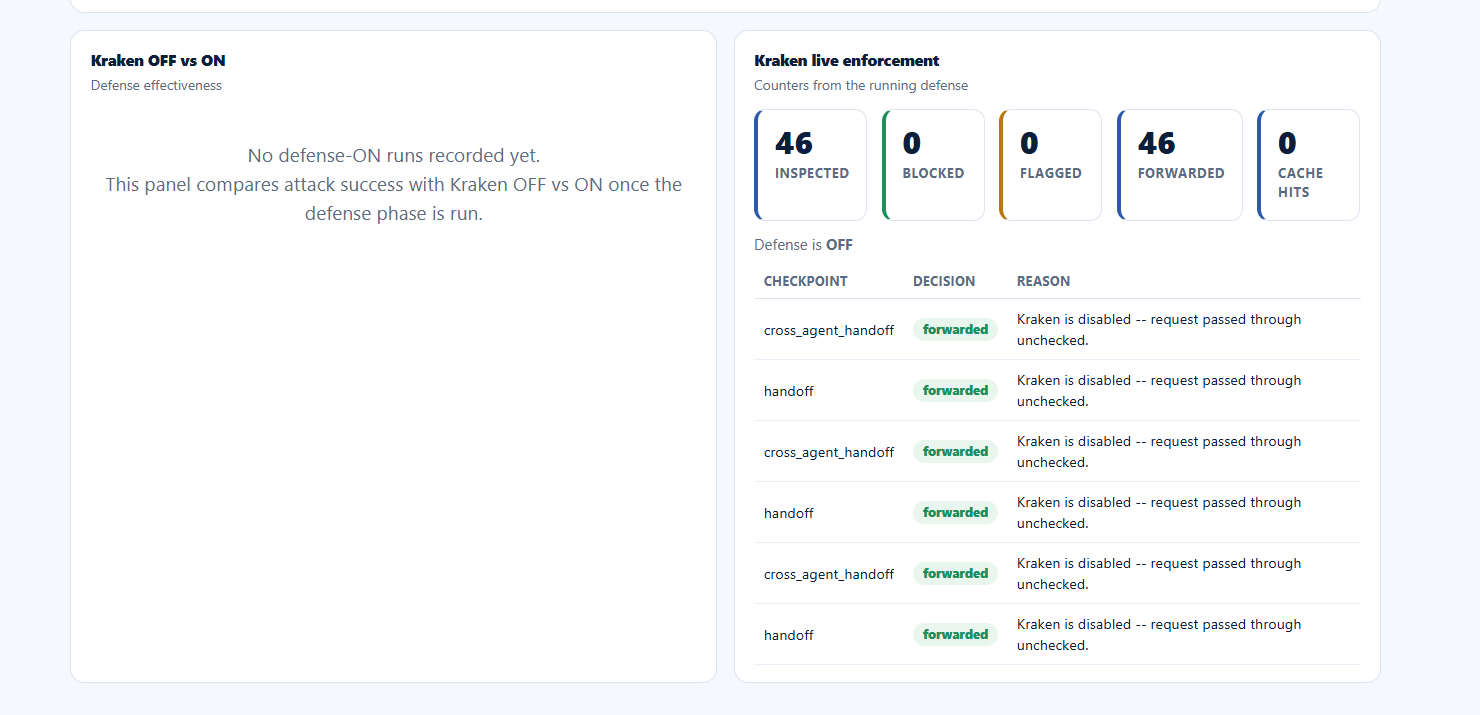 Kraken OFF vs ON
Defense effectiveness
No defense-ON runs recorded yet.
This panel compares attack success with Kraken OFF vs ON once the
defense phase is run.
Kraken live enforcement
Counters from the running defense
46
INSPECTED
0
BLOCKED
0
FLAGGED
46
FORWARDED
0
CACHE
HITS
Defense is OFF
CHECKPOINT DECISION REASON
cross_agent_handoff forwarded Kraken is disabled -- request passed through
unchecked.
handoff forwarded Kraken is disabled -- request passed through
unchecked.
cross_agent_handoff forwarded Kraken is disabled -- request passed through
unchecked.
handoff forwarded Kraken is disabled -- request passed through
unchecked.
cross_agent_handoff forwarded Kraken is disabled -- request passed through
unchecked.
handoff forwarded Kraken is disabled -- request passed through
unchecked.